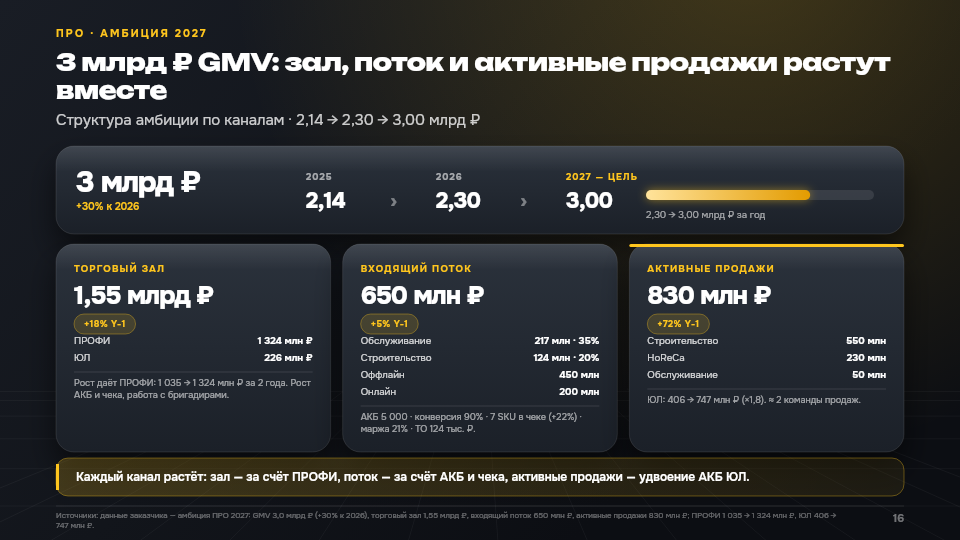 ПРО · АМБИЦИЯ 2027
3 млрд ₽ GMV: зал, поток и активные продажи растут
вместе
Структура амбиции по каналам · 2,14 → 2,30 → 3,00 млрд ₽
3 млрд ₽
+30% к 2026
2025
2,14
›
2026
2,30
›
2027 — ЦЕЛЬ
3,00
2,30 → 3,00 млрд ₽ за год
ТОРГОВЫЙ ЗАЛ
1,55 млрд ₽
+18% Y-1
ПРОФИ 1 324 млн ₽
ЮЛ 226 млн ₽
Рост даёт ПРОФИ: 1 035 → 1 324 млн ₽ за 2 года. Рост
АКБ и чека, работа с бригадирами.
ВХОДЯЩИЙ ПОТОК
650 млн ₽
+5% Y-1
Обслуживание 217 млн · 35%
Строительство 124 млн · 20%
Оффлайн 450 млн
Онлайн 200 млн
АКБ 5 000 · конверсия 90% · 7 SKU в чеке (+22%) ·
маржа 21% · ТО 124 тыс. ₽.
АКТИВНЫЕ ПРОДАЖИ
830 млн ₽
+72% Y-1
Строительство 550 млн
HoReCa 230 млн
Обслуживание 50 млн
ЮЛ: 406 → 747 млн ₽ (×1,8). ≈ 2 команды продаж.
Каждый канал растёт: зал — за счёт ПРОФИ, поток — за счёт АКБ и чека, активные продажи — удвоение АКБ ЮЛ.
Источники: данные заказчика — амбиция ПРО 2027: GMV 3,0 млрд ₽ (+30% к 2026), торговый зал 1,55 млрд ₽, входящий поток 650 млн ₽, активные продажи 830 млн ₽; ПРОФИ 1 035 → 1 324 млн ₽, ЮЛ 406 →
747 млн ₽.
16